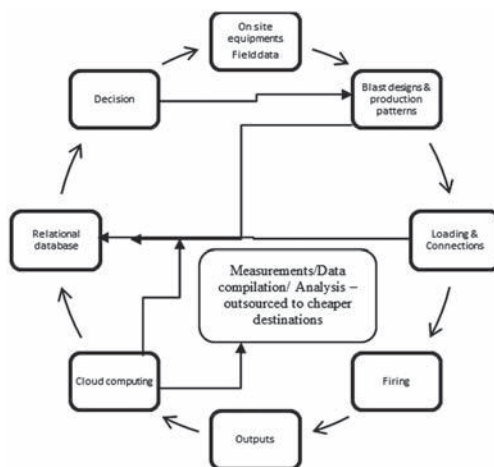 On site
equipments
Field data
Decision
Blast designs &
production
patterns
Relational
database
Loading &
Connections
Measurements/Data
compilation/ Analysis –
outsourced to cheaper
destinations
Cloud computing
Firing
Outputs